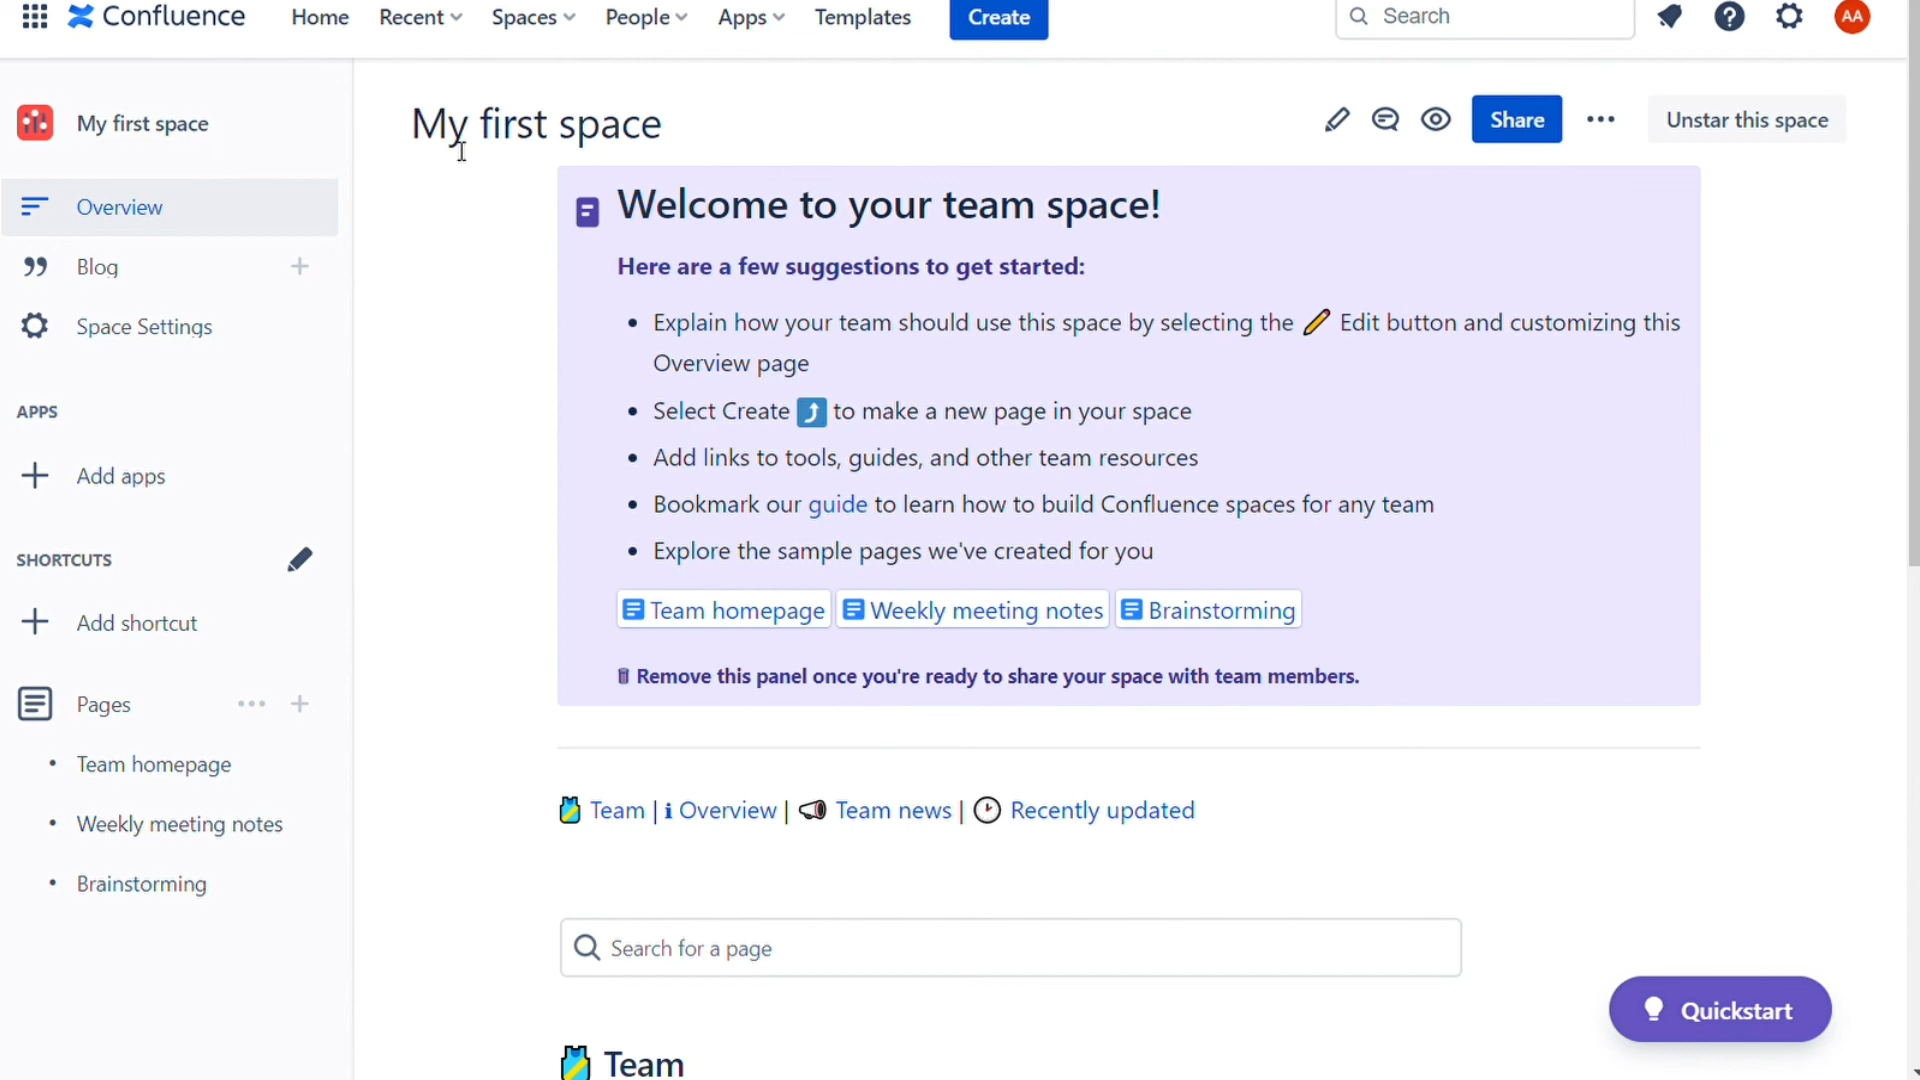 Confluence Home Recent Spaces People Apps Templates Create Search AA
My first space
Overview
Blog
Space Settings
APPS
Add apps
SHORTCUTS
Add shortcut
Pages
Team homepage
Weekly meeting notes
Brainstorming
My first space Share Unstar this space
Welcome to your team space!
Here are a few suggestions to get started:
• Explain how your team should use this space by selecting the Edit button and customizing this
Overview page
• Select Create to make a new page in your space
• Add links to tools, guides, and other team resources
• Bookmark our guide to learn how to build Confluence spaces for any team
• Explore the sample pages we've created for you
Team homepage Weekly meeting notes Brainstorming
Remove this panel once you're ready to share your space with team members.
Team | Overview | Team news | Recently updated
Search for a page
Quickstart
Team